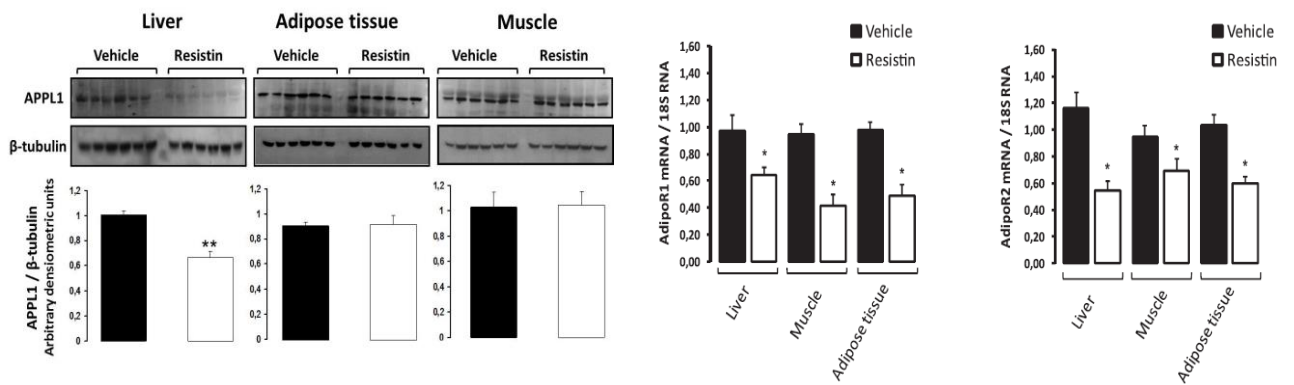 Liver
Adipose tissue
Muscle
Vehicle Resistin
Vehicle Resistin
Vehicle Resistin
APPL1
β-tubulin
APPL1 / β-tubulin
Arbitrary densiometric units
1,2
1
0,8
0,6
0,4
0,2
0
**
1,2
1
0,8
0,6
0,4
0,2
0
1,2
1
0,8
0,6
0,4
0,2
0
Vehicle
Resistin
AdipoR1 mRNA / 18S RNA
1,60
1,40
1,20
1,00
0,80
0,60
0,40
0,20
0,00
*
*
*
Liver
Muscle
Adipose tissue
Vehicle
Resistin
AdipoR2 mRNA / 18S RNA
1,60
1,40
1,20
1,00
0,80
0,60
0,40
0,20
0,00
*
*
*
Liver
Muscle
Adipose tissue